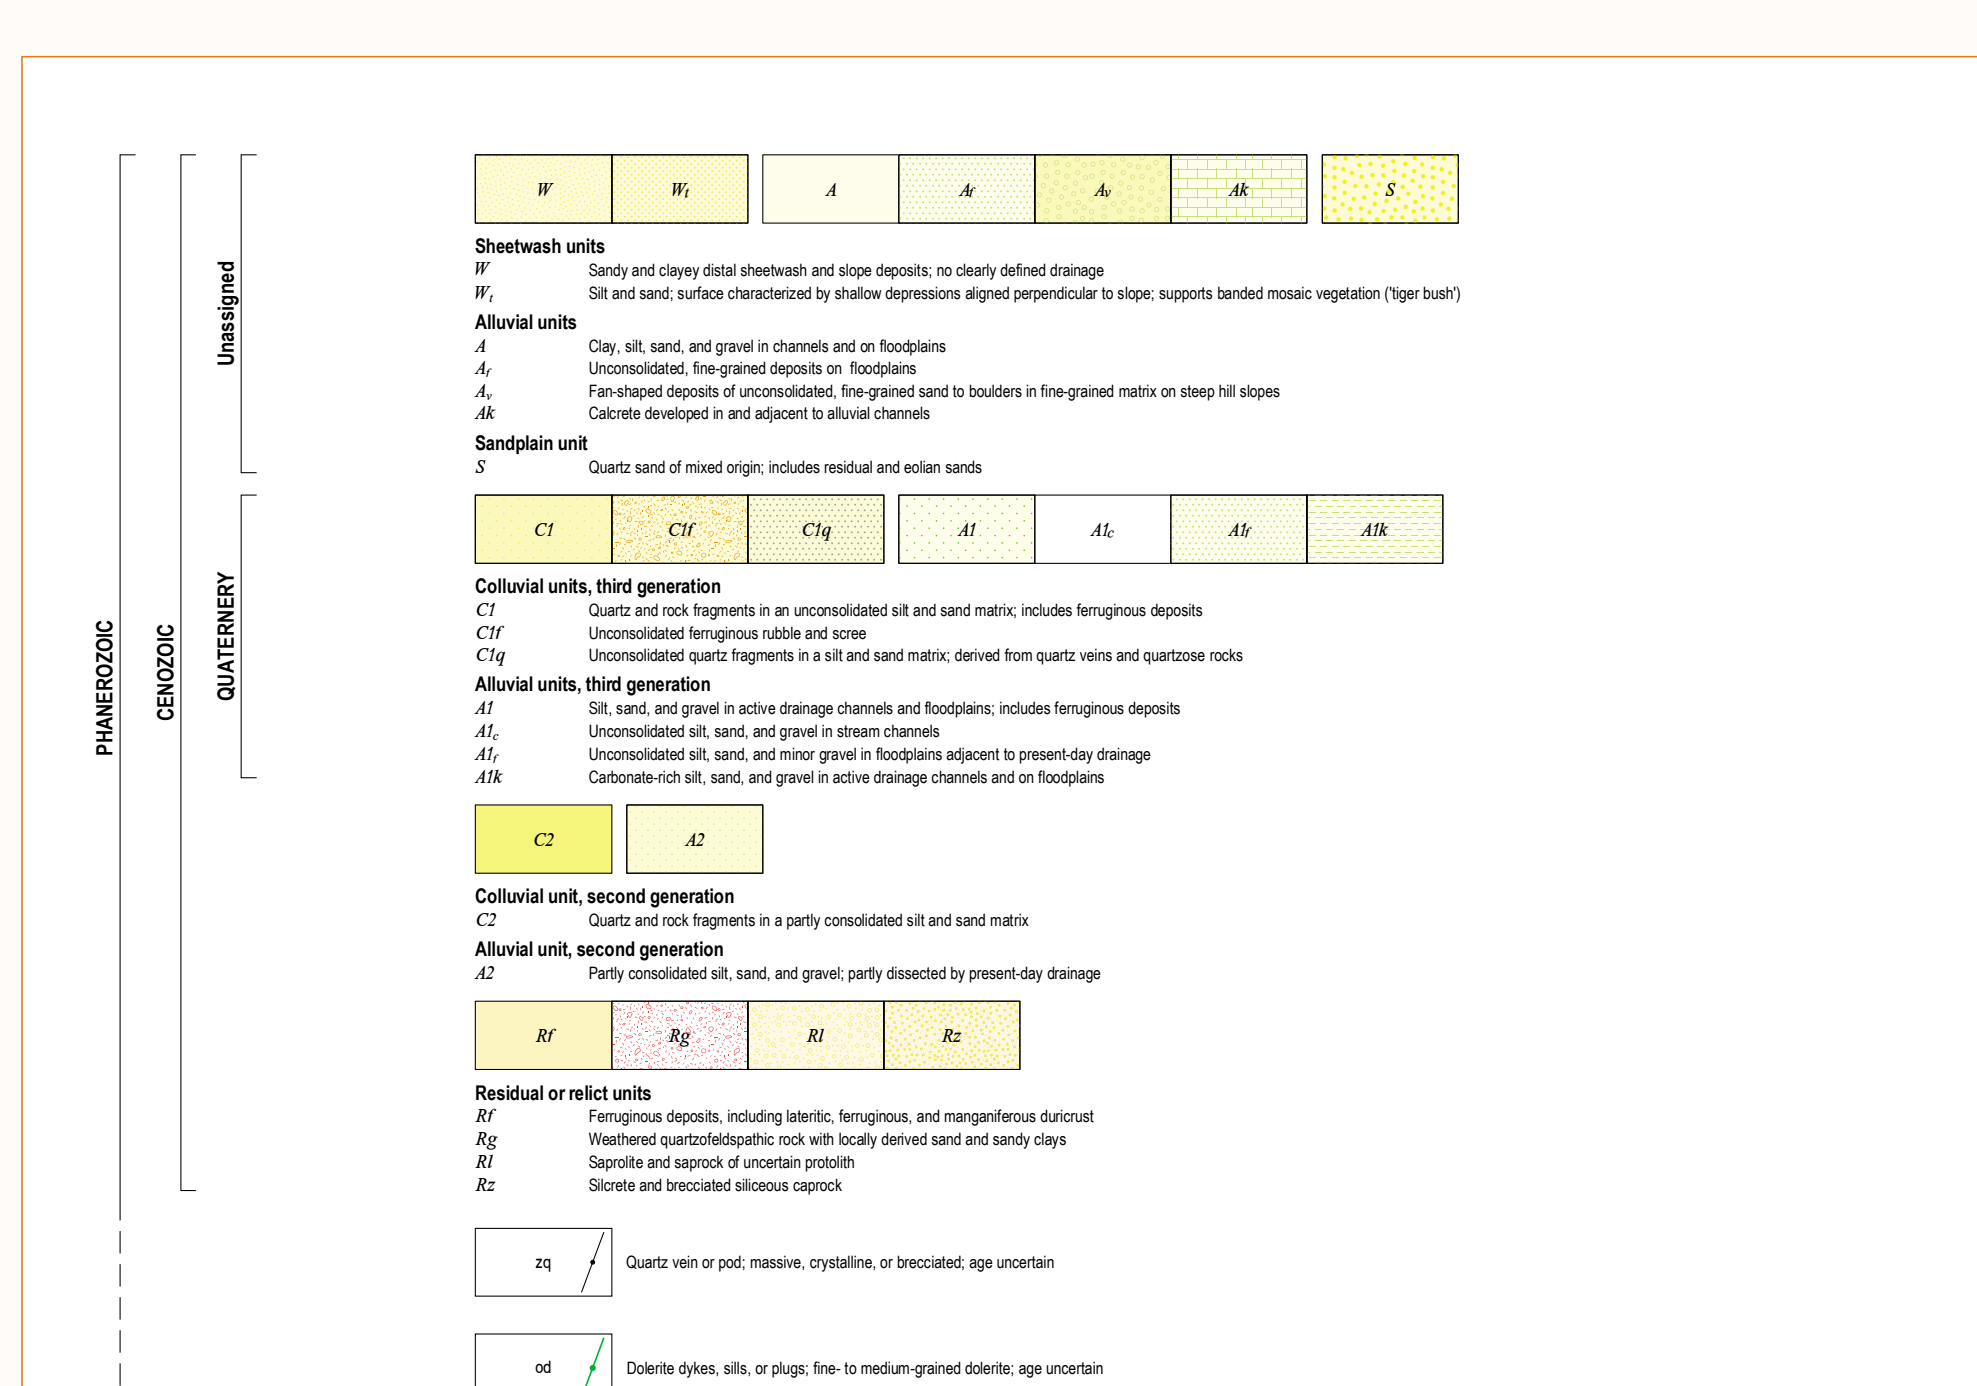 PHANEROZOIC
CENOZOIC
Unassigned
QUATERNERY
W Wt A Af Av Ak S
Sheetwash units
W Sandy and clayey distal sheetwash and slope deposits; no clearly defined drainage
Wt Silt and sand; surface characterized by shallow depressions aligned perpendicular to slope; supports banded mosaic vegetation ('tiger bush')
Alluvial units
A Clay, silt, sand, and gravel in channels and on floodplains
Af Unconsolidated, fine-grained deposits on floodplains
Av Fan-shaped deposits of unconsolidated, fine-grained sand to boulders in fine-grained matrix on steep hill slopes
Ak Calcrete developed in and adjacent to alluvial channels
Sandplain unit
S Quartz sand of mixed origin; includes residual and eolian sands
C1 C1f C1q A1 A1c A1f A1k
Colluvial units, third generation
C1 Quartz and rock fragments in an unconsolidated silt and sand matrix; includes ferruginous deposits
C1f Unconsolidated ferruginous rubble and scree
C1q Unconsolidated quartz fragments in a silt and sand matrix; derived from quartz veins and quartzose rocks
Alluvial units, third generation
A1 Silt, sand, and gravel in active drainage channels and floodplains; includes ferruginous deposits
A1c Unconsolidated silt, sand, and gravel in stream channels
A1f Unconsolidated silt, sand, and minor gravel in floodplains adjacent to present-day drainage
A1k Carbonate-rich silt, sand, and gravel in active drainage channels and on floodplains
C2 A2
Colluvial unit, second generation
C2 Quartz and rock fragments in a partly consolidated silt and sand matrix
Alluvial unit, second generation
A2 Partly consolidated silt, sand, and gravel; partly dissected by present-day drainage
Rf Rg Rl Rz
Residual or relict units
Rf Ferruginous deposits, including lateritic, ferruginous, and manganiferous duricrust
Rg Weathered quartzofeldspathic rock with locally derived sand and sandy clays
Rl Saprolite and saprock of uncertain protolith
Rz Silcrete and brecciated siliceous caprock
zq Quartz vein or pod; massive, crystalline, or brecciated; age uncertain
od Dolerite dykes, sills, or plugs; fine- to medium-grained dolerite; age uncertain